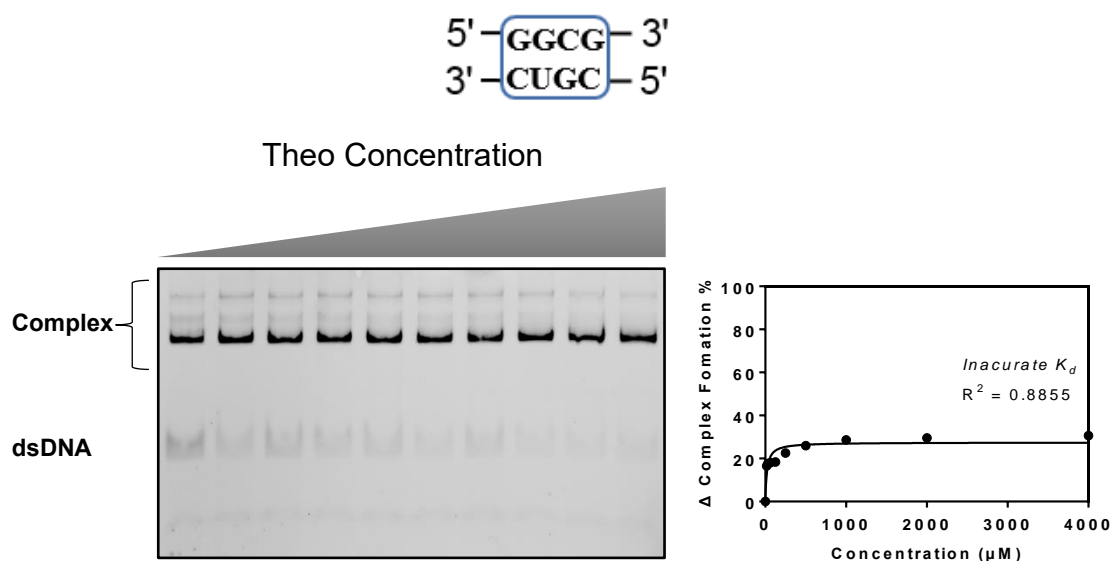 5' GGCG 3'
3' CUGC 5'
Theo Concentration
Complex
dsDNA
Δ Complex Fomation %
100
80
60
40
20
0
Inacurate Kd
R² = 0.8855
0 1000 2000 3000 4000
Concentration (µM)